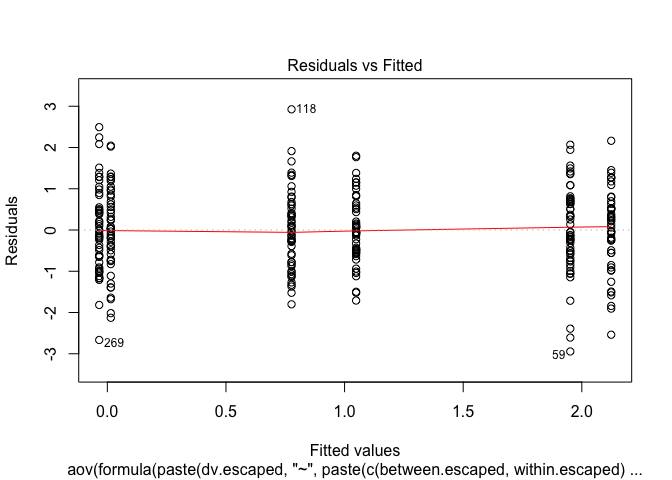 Residuals vs Fitted
Residuals
3
2
1
0
-1
-2
-3
118
269
59
0.0 0.5 1.0 1.5 2.0
Fitted values
aov(formula(paste(dv.escaped, "~", paste(c(between.escaped, within.escaped) ...